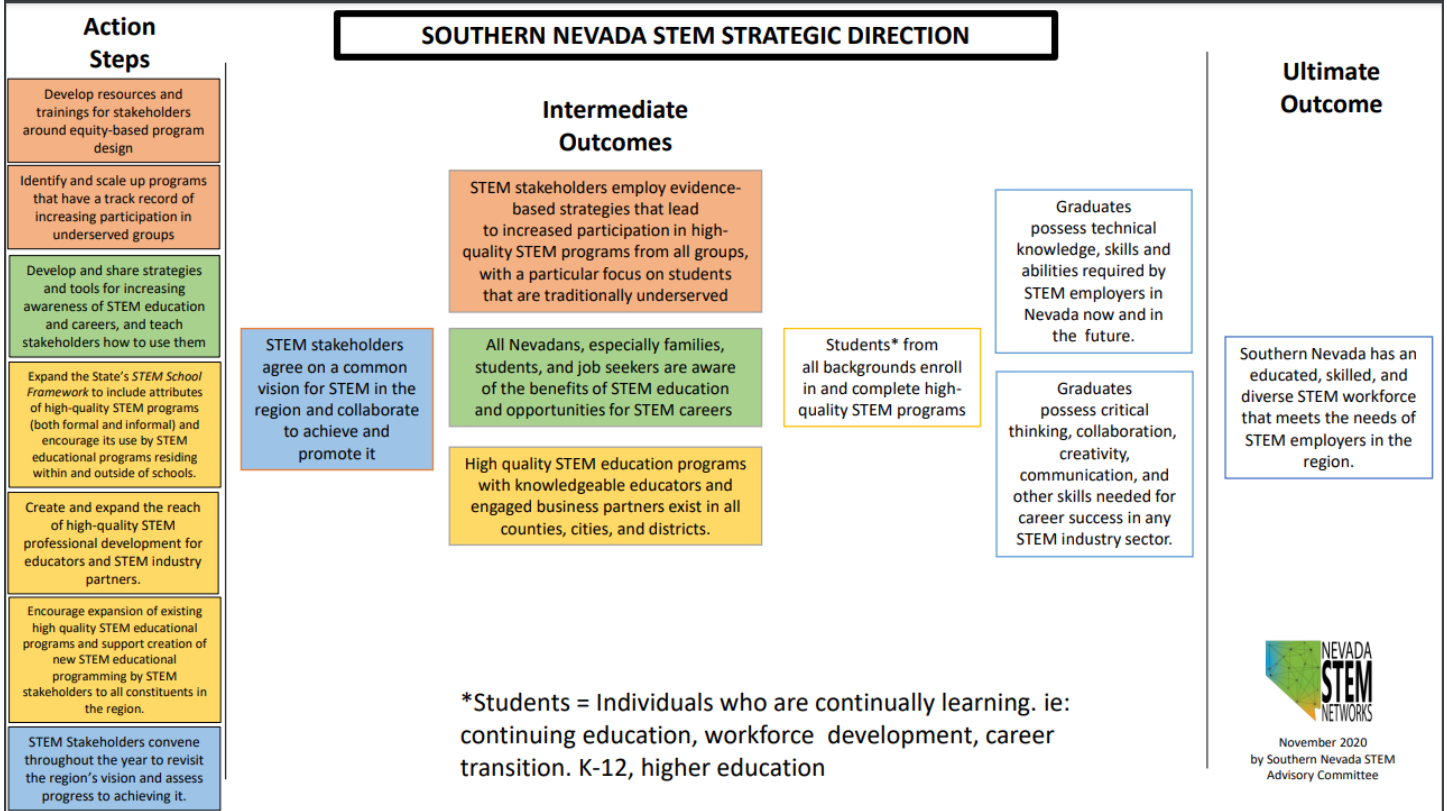 Action
Steps
SOUTHERN NEVADA STEM STRATEGIC DIRECTION
Develop resources and
trainings for stakeholders
around equity-based program
design
Identify and scale up programs
that have a track record of
increasing participation in
underserved groups
Develop and share strategies
and tools for increasing
awareness of STEM education
and careers, and teach
stakeholders how to use them
Expand the State's STEM School
Framework to include attributes
of high-quality STEM programs
(both formal and informal) and
encourage its use by STEM
educational programs residing
within and outside of schools.
Create and expand the reach
of high-quality STEM
professional development for
educators and STEM industry
partners.
Encourage expansion of existing
high quality STEM educational
programs and support creation of
new STEM educational
programming by STEM
stakeholders to all constituents in
the region.
STEM Stakeholders convene
throughout the year to revisit
the region's vision and assess
progress to achieving it.
Intermediate
Outcomes
STEM stakeholders
agree on a common
vision for STEM in the
region and collaborate
to achieve and
promote it
STEM stakeholders employ evidence-
based strategies that lead
to increased participation in high-
quality STEM programs from all groups,
with a particular focus on students
that are traditionally underserved
All Nevadans, especially families,
students, and job seekers are aware
of the benefits of STEM education
and opportunities for STEM careers
High quality STEM education programs
with knowledgeable educators and
engaged business partners exist in all
counties, cities, and districts.
Students* from
all backgrounds enroll
in and complete high-
quality STEM programs
Graduates
possess technical
knowledge, skills and
abilities required by
STEM employers in
Nevada now and in
the future.
Graduates
possess critical
thinking, collaboration,
creativity,
communication, and
other skills needed for
career success in any
STEM industry sector.
Ultimate
Outcome
Southern Nevada has an
educated, skilled, and
diverse STEM workforce
that meets the needs of
STEM employers in the
region.
*Students = Individuals who are continually learning. ie:
continuing education, workforce development, career
transition. K-12, higher education
NEVADA
STEM
NETWORKS
November 2020
by Southern Nevada STEM
Advisory Committee